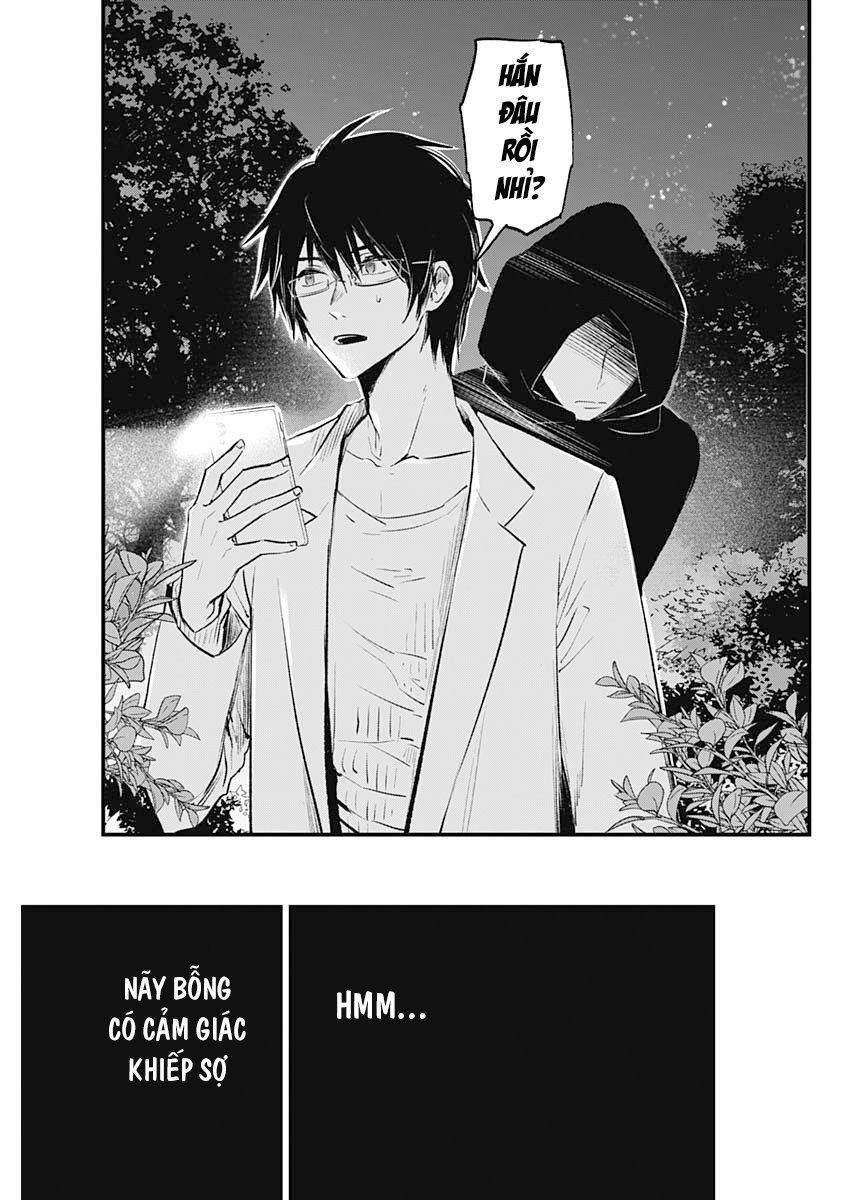 HẮN
ĐÂU
RỒI
NHỈ?
HMM...
NÃY BỖNG
CÓ CẢM GIÁC
KHIẾP SỢ